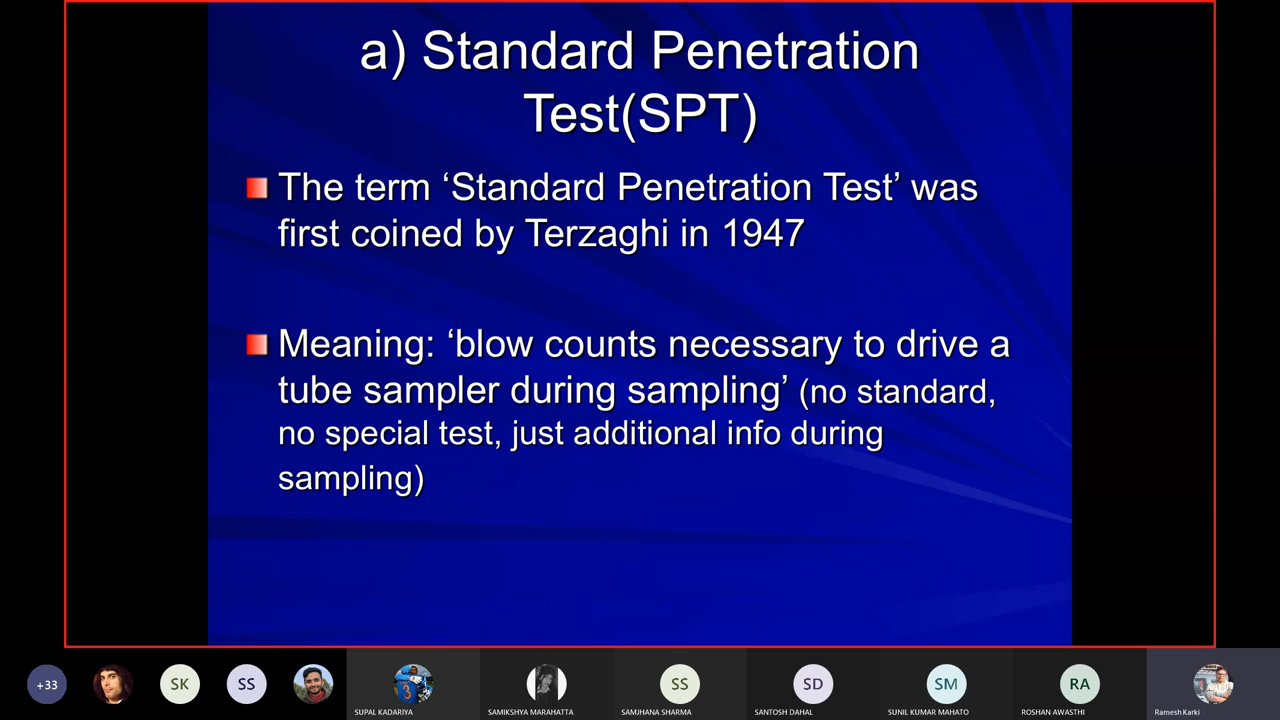 a) Standard Penetration
Test(SPT)
The term ‘Standard Penetration Test’ was
first coined by Terzaghi in 1947
Meaning: ‘blow counts necessary to drive a
tube sampler during sampling’ (no standard,
no special test, just additional info during
sampling)
+33
SK
SS
SUPAL KADARIYA
SAMIKSHYA MARAHATTA
SS
SAMJHANA SHARMA
SD
SANTOSH DAHAL
SM
SUNIL KUMAR MAHATO
RA
ROSHAN AWASTHI
Ramesh Karki